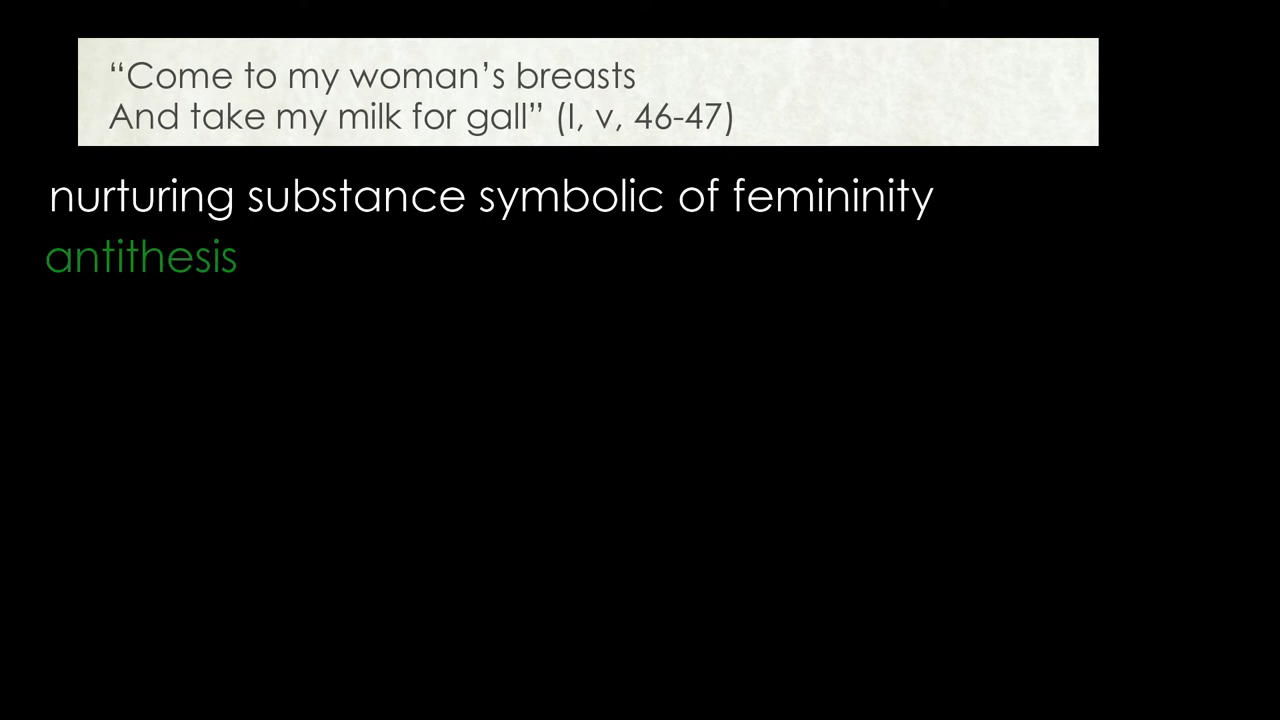 “Come to my woman’s breasts
And take my milk for gall” (I, v, 46-47)
nurturing substance symbolic of femininity
antithesis